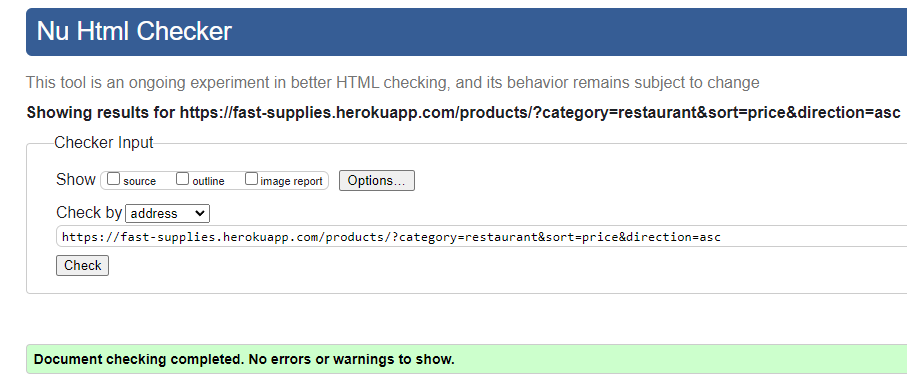 Nu Html Checker
This tool is an ongoing experiment in better HTML checking, and its behavior remains subject to change
Showing results for https://fast-supplies.herokuapp.com/products/?category=restaurant&sort=price&direction=asc
Checker Input
Show source outline image report Options...
Check by address
https://fast-supplies.herokuapp.com/products/?category=restaurant&sort=price&direction=asc
Check
Document checking completed. No errors or warnings to show.